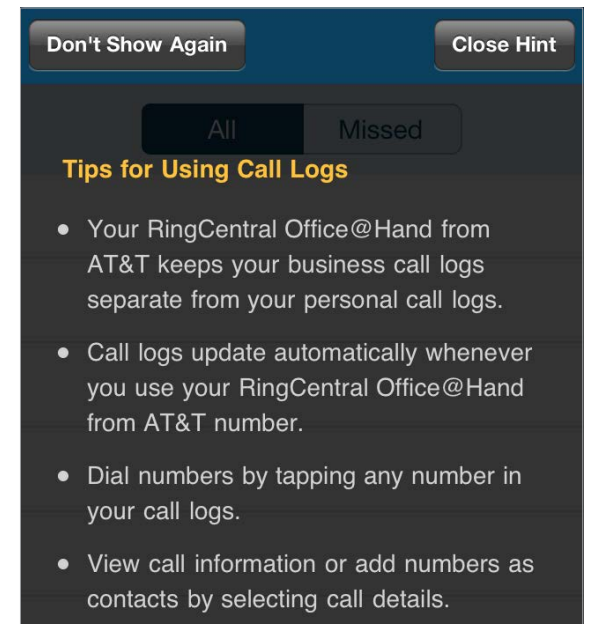 Don't Show Again
Close Hint
All
Missed
Tips for Using Call Logs
• Your RingCentral Office@Hand from
AT&T keeps your business call logs
separate from your personal call logs.
• Call logs update automatically whenever
you use your RingCentral Office@Hand
from AT&T number.
• Dial numbers by tapping any number in
your call logs.
• View call information or add numbers as
contacts by selecting call details.